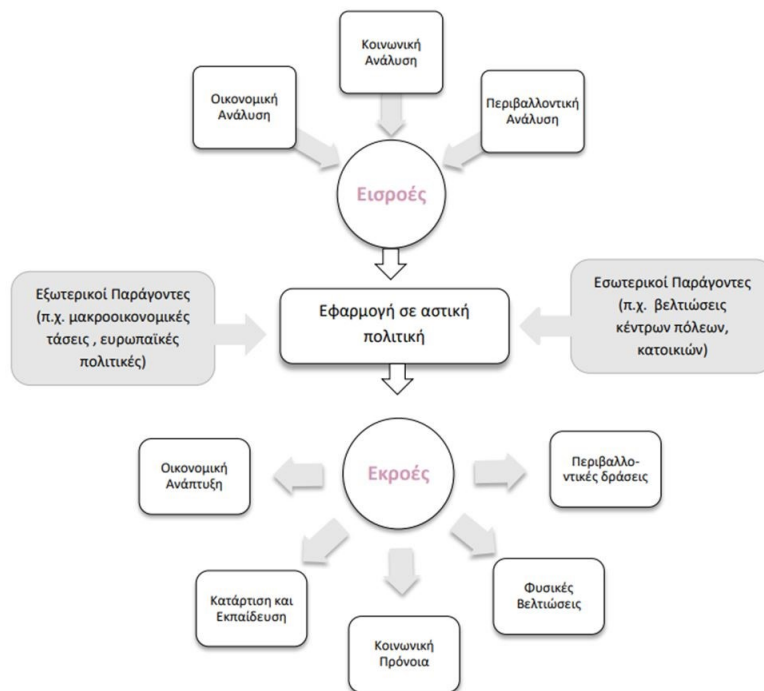 Κοινωνική
Ανάλυση
Οικονομική
Ανάλυση
Περιβαλλοντική
Ανάλυση
Εισροές
Εξωτερικοί Παράγοντες
(π.χ. μακροοικονομικές
τάσεις , ευρωπαϊκές
πολιτικές)
Εφαρμογή σε αστική
πολιτική
Εσωτερικοί Παράγοντες
(π.χ. βελτιώσεις
κέντρων πόλεων,
κατοικιών)
Εκροές
Οικονομική
Ανάπτυξη
Περιβαλλο-
ντικές δράσεις
Κατάρτιση και
Εκπαίδευση
Κοινωνική
Πρόνοια
Φυσικές
Βελτιώσεις